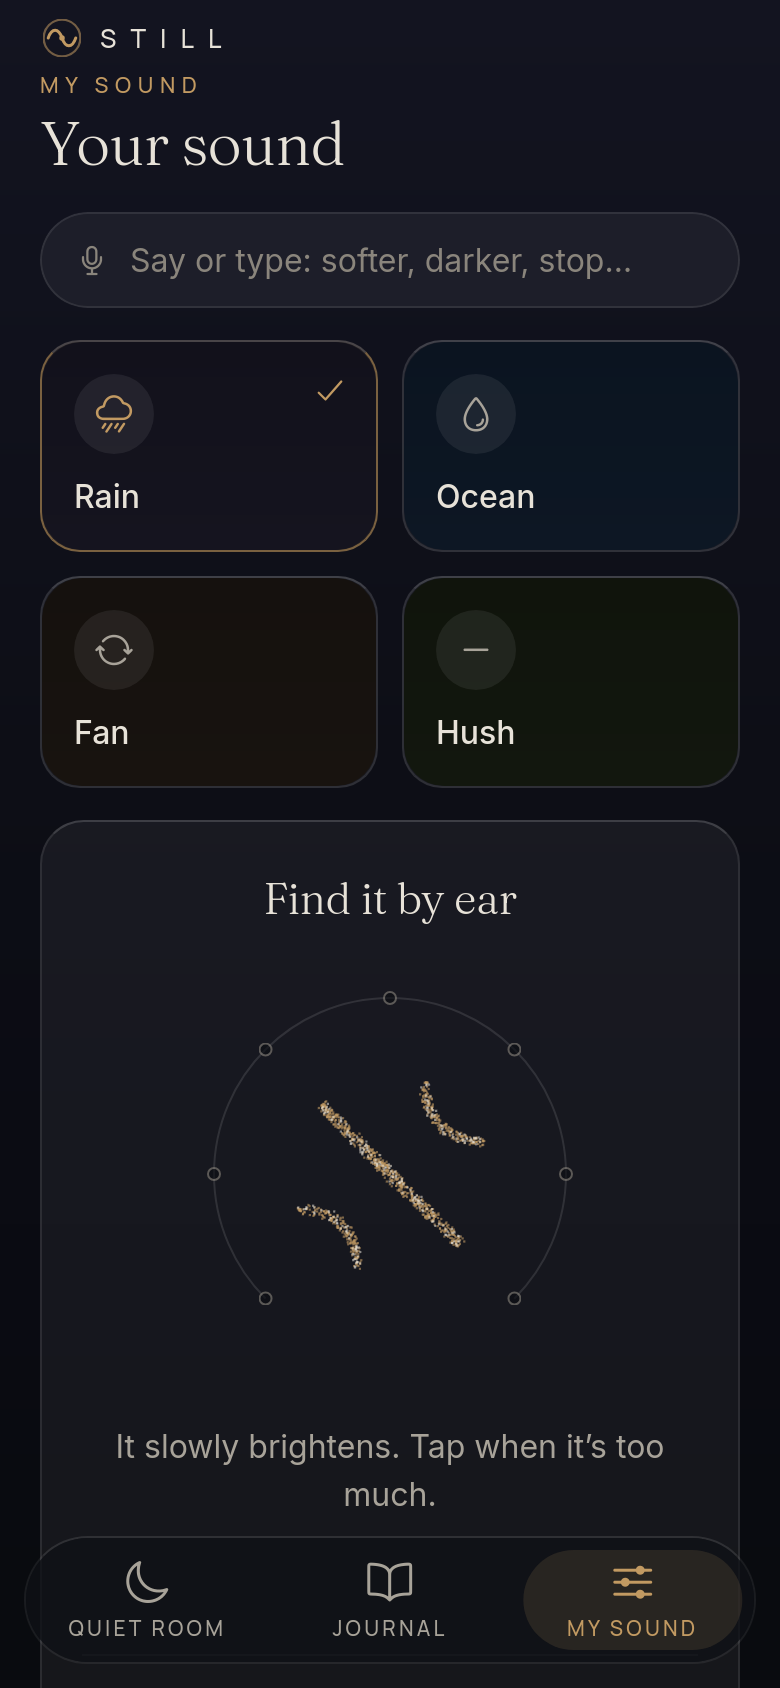 STILL
MY SOUND
Your sound
Say or type: softer, darker, stop...
Rain
Ocean
Fan
Hush
Find it by ear
It slowly brightens. Tap when it’s too
much.
QUIET ROOM
JOURNAL
MY SOUND